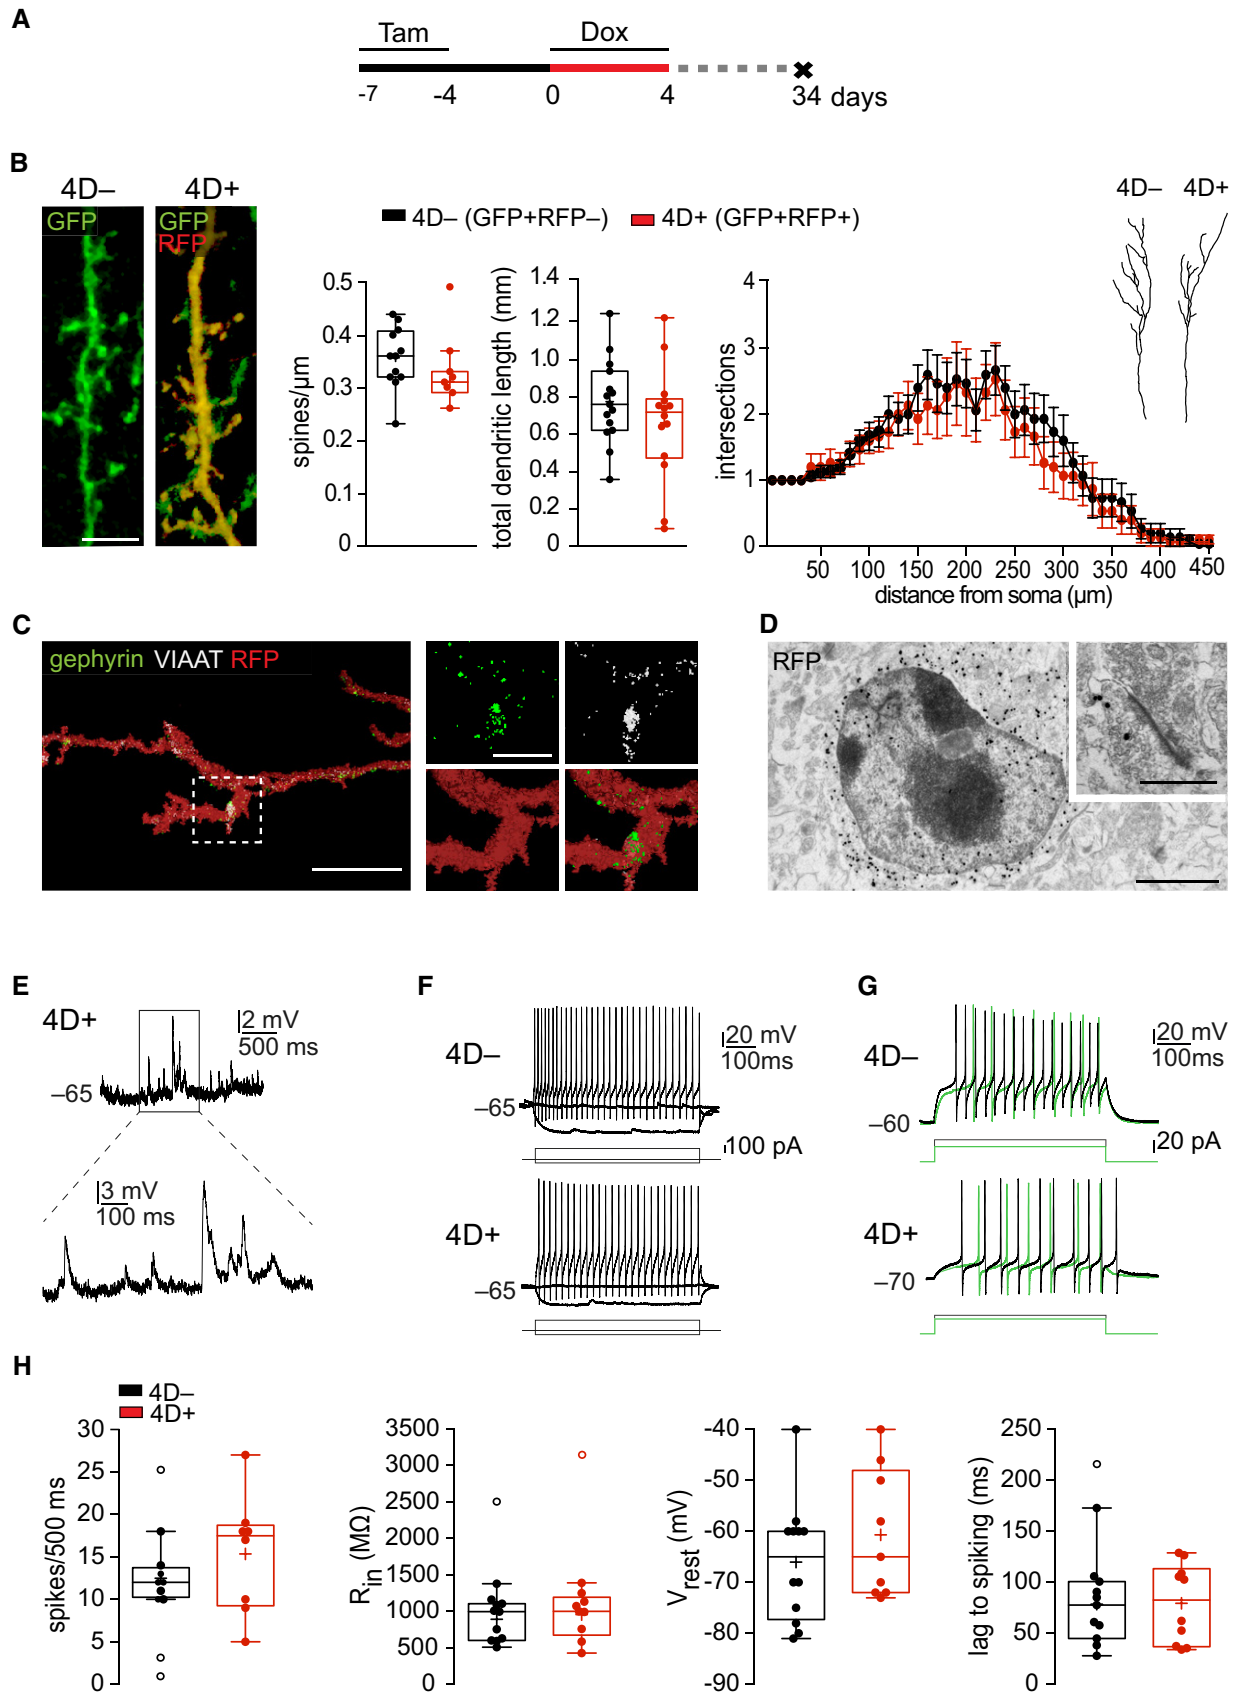 A
Tam Dox
-7 -4 0 4 34 days
B
4D– 4D+
GFP GFP
RFP
4D– (GFP+RFP–) 4D+ (GFP+RFP+)
4D– 4D+
spines/µm
0.5
0.4
0.3
0.2
0.1
0
total dendritic length (mm)
1.4
1.2
1.0
0.8
0.6
0.4
0.2
0
intersections
4
3
2
1
0
50 100 150 200 250 300 350 400 450
distance from soma (µm)
C
gephyrin VIAAT RFP
D
RFP
E
4D+
2 mV
500 ms
–65
3 mV
100 ms
F
4D–
20 mV
100ms
–65
100 pA
4D+
–65
G
4D–
20 mV
100ms
–60
20 pA
4D+
–70
H
4D–
4D+
spikes/500 ms
30
25
20
15
10
5
0
Rin (MΩ)
3500
3000
2500
2000
1500
1000
500
0
Vrest (mV)
-40
-50
-60
-70
-80
-90
lag to spiking (ms)
250
200
150
100
50
0